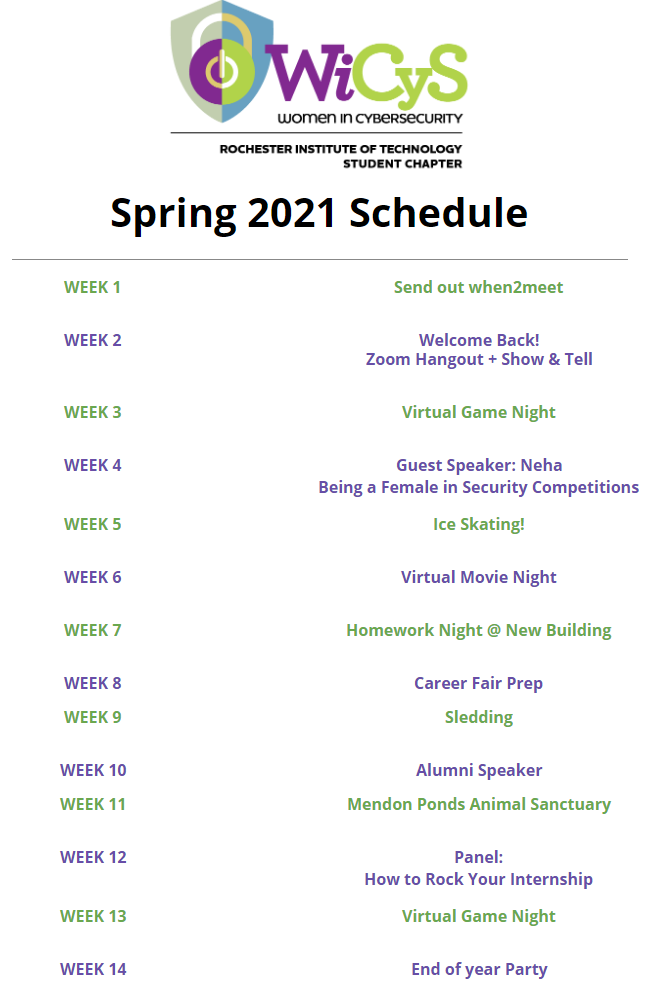 WiCyS
WOMEN IN CYBERSECURITY
ROCHESTER INSTITUTE OF TECHNOLOGY
STUDENT CHAPTER
Spring 2021 Schedule
WEEK 1 Send out when2meet
WEEK 2 Welcome Back!
Zoom Hangout + Show & Tell
WEEK 3 Virtual Game Night
WEEK 4 Guest Speaker: Neha
Being a Female in Security Competitions
WEEK 5 Ice Skating!
WEEK 6 Virtual Movie Night
WEEK 7 Homework Night @ New Building
WEEK 8 Career Fair Prep
WEEK 9 Sledding
WEEK 10 Alumni Speaker
WEEK 11 Mendon Ponds Animal Sanctuary
WEEK 12 Panel:
How to Rock Your Internship
WEEK 13 Virtual Game Night
WEEK 14 End of year Party